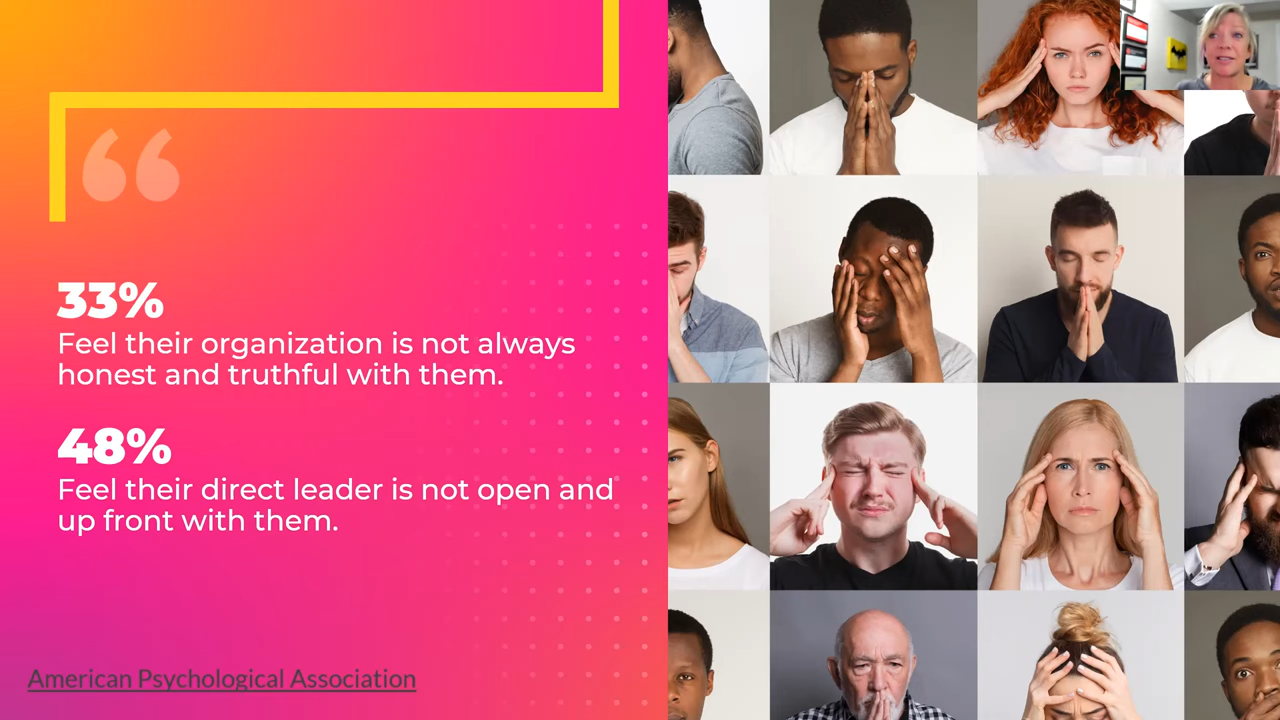 33%
Feel their organization is not always
honest and truthful with them.
48%
Feel their direct leader is not open and
up front with them.
American Psychological Association